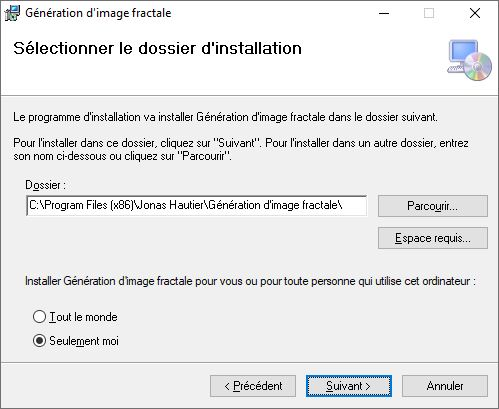 Génération d'image fractale
Sélectionner le dossier d'installation
Le programme d'installation va installer Génération d'image fractale dans le dossier suivant.
Pour l'installer dans ce dossier, cliquez sur "Suivant". Pour l'installer dans un autre dossier, entrez
son nom ci-dessous ou cliquez sur "Parcourir".
Dossier :
C:\Program Files (x86)\Jonas Hautier\Génération d'image fractale\
Parcourir...
Espace requis...
Installer Génération d'image fractale pour vous ou pour toute personne qui utilise cet ordinateur :
Tout le monde
Seulement moi
< Précédent
Suivant >
Annuler